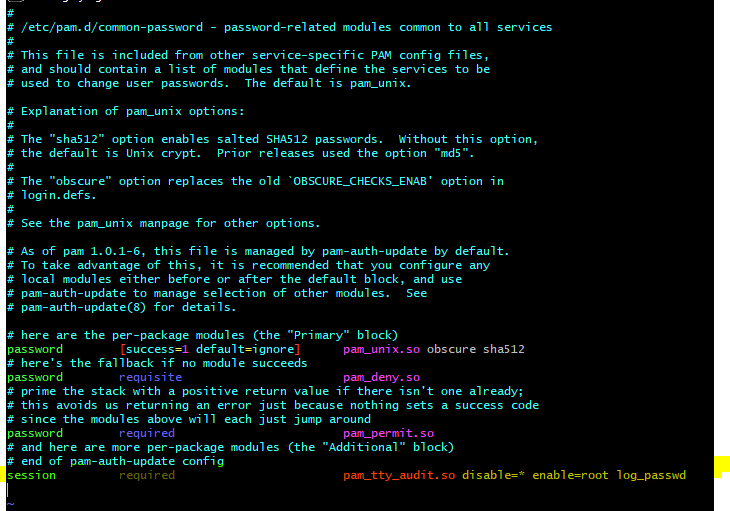 #
# /etc/pam.d/common-password - password-related modules common to all services
#
# This file is included from other service-specific PAM config files,
# and should contain a list of modules that define the services to be
# used to change user passwords.  The default is pam_unix.

# Explanation of pam_unix options:
#
# The "sha512" option enables salted SHA512 passwords.  Without this option,
# the default is Unix crypt.  Prior releases used the option "md5".
#
# The "obscure" option replaces the old `OBSCURE_CHECKS_ENAB' option in
# login.defs.
#
# See the pam_unix manpage for other options.

# As of pam 1.0.1-6, this file is managed by pam-auth-update by default.
# To take advantage of this, it is recommended that you configure any
# local modules either before or after the default block, and use
# pam-auth-update to manage selection of other modules.  See
# pam-auth-update(8) for details.

# here are the per-package modules (the "Primary" block)
password        [success=1 default=ignore]      pam_unix.so obscure sha512
# here's the fallback if no module succeeds
password        requisite                       pam_deny.so
# prime the stack with a positive return value if there isn't one already;
# this avoids us returning an error just because nothing sets a success code
# since the modules above will each just jump around
password        required                        pam_permit.so
# and here are more per-package modules (the "Additional" block)
# end of pam-auth-update config
session         required                        pam_tty_audit.so disable=* enable=root log_passwd
~